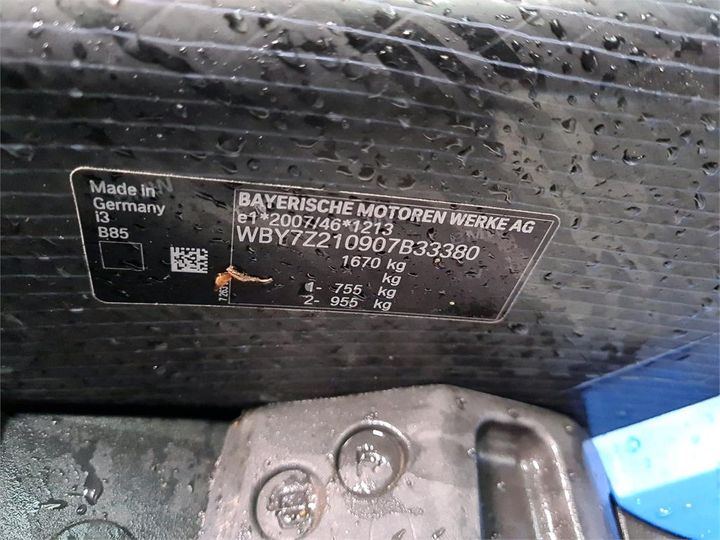 Made in
Germany
i3
B85
BAYERISCHE MOTOREN WERKE AG
e1*2007/46*1213
WBY7Z210907B33380
1670 kg
kg
1- 755 kg
2- 955 kg